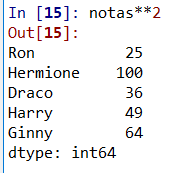 In [15]: notas**2
Out[15]:
Ron 25
Hermione 100
Draco 36
Harry 49
Ginny 64
dtype: int64